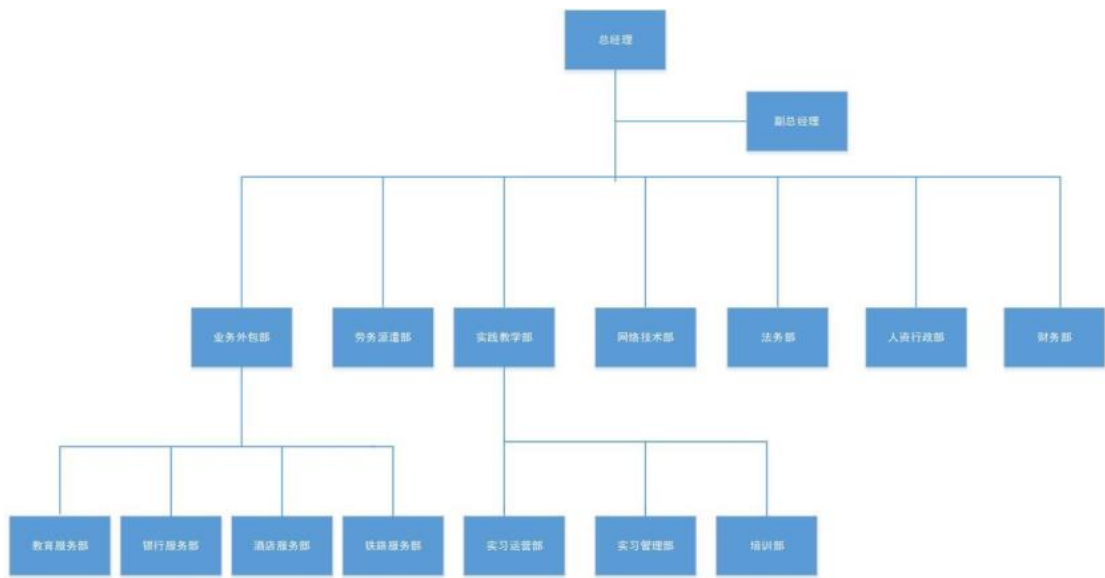 总经理
副总经理
业务外包部
劳务派遣部
实践教学部
网络技术部
法务部
人资行政部
财务部
教育服务部
银行服务部
酒店服务部
铁路服务部
实习运营部
实习管理部
培训部